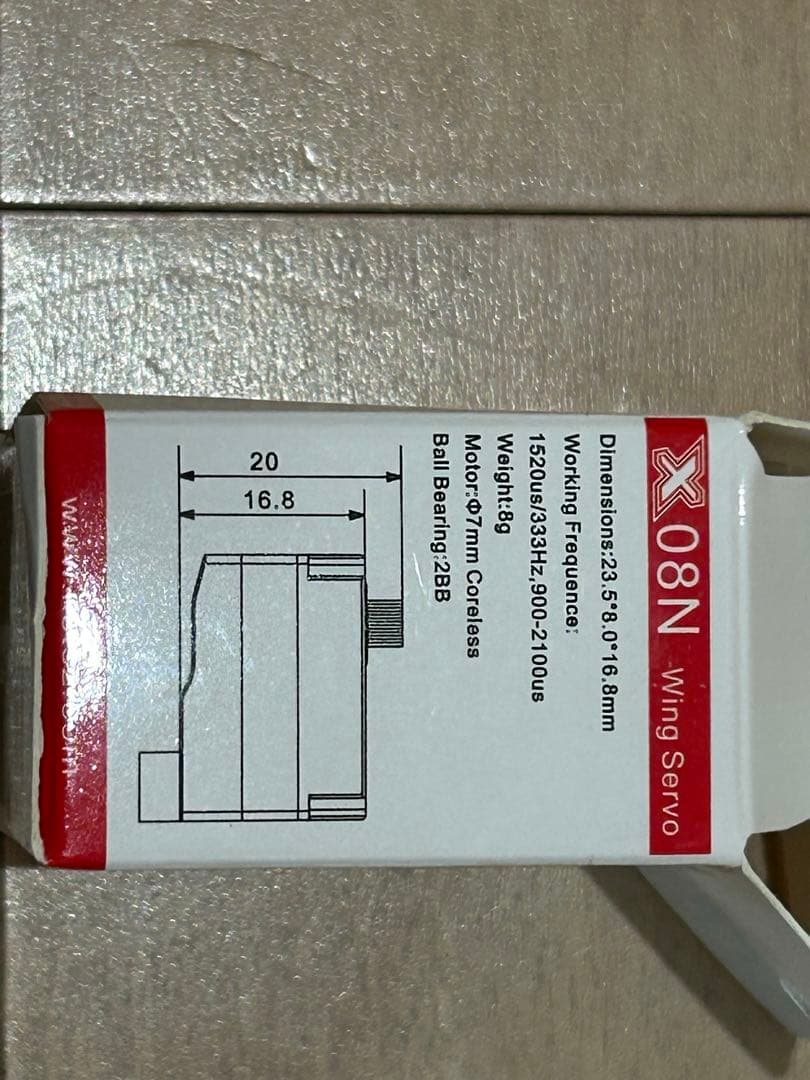 X 08N Wing Servo
Dimensions:23.5*8.0*16.8mm
Working Frequence:
1520us/333Hz,900-2100us
Weight:8g
Motor:Φ7mm Coreless
Ball Bearing:2BB
20
16.8